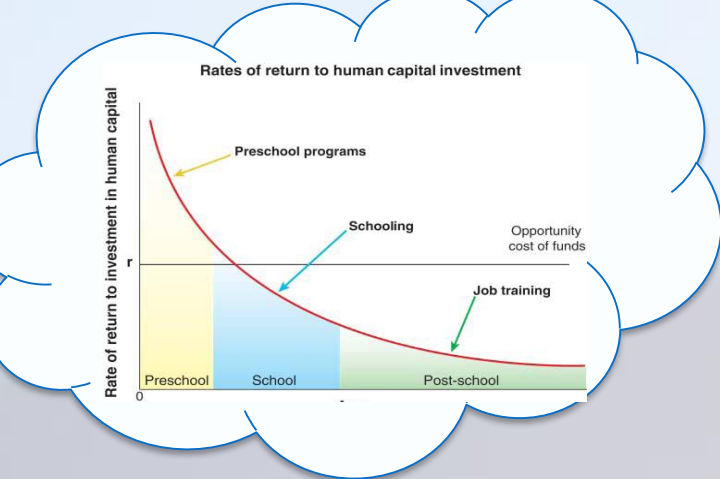 Rates of return to human capital investment
Rate of return to investment in human capital
Preschool programs
Schooling
Opportunity
cost of funds
r
Job training
Preschool
School
Post-school
0